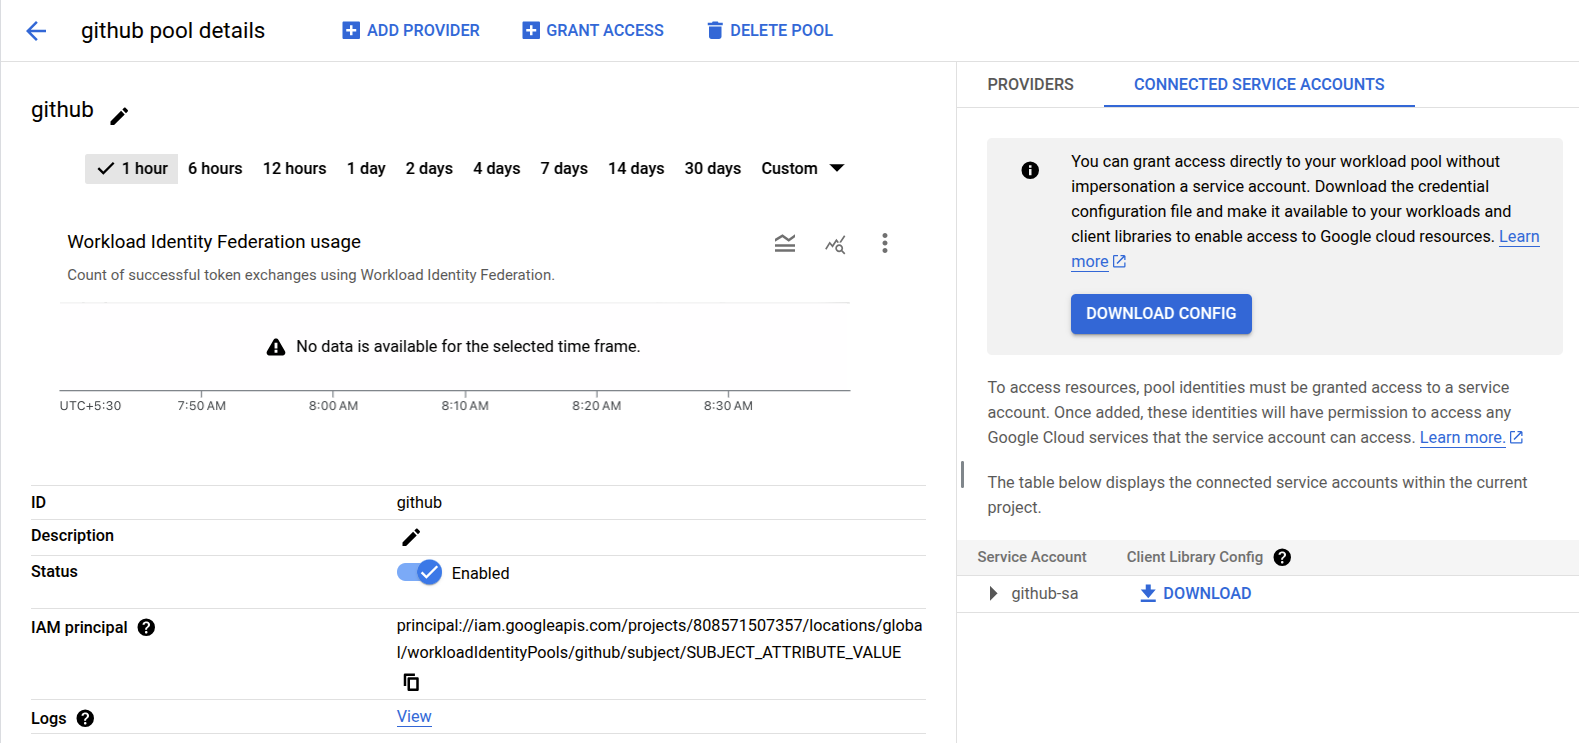 github pool details
ADD PROVIDER
GRANT ACCESS
DELETE POOL
github
1 hour
6 hours
12 hours
1 day
2 days
4 days
7 days
14 days
30 days
Custom
Workload Identity Federation usage
Count of successful token exchanges using Workload Identity Federation.
No data is available for the selected time frame.
UTC+5:30
7:50 AM
8:00 AM
8:10 AM
8:20 AM
8:30 AM
ID
github
Description
Status
Enabled
IAM principal
principal://iam.googleapis.com/projects/808571507357/locations/globa
l/workloadIdentityPools/github/subject/SUBJECT_ATTRIBUTE_VALUE
Logs
View
PROVIDERS
CONNECTED SERVICE ACCOUNTS
You can grant access directly to your workload pool without
impersonation a service account. Download the credential
configuration file and make it available to your workloads and
client libraries to enable access to Google cloud resources. Learn
more
DOWNLOAD CONFIG
To access resources, pool identities must be granted access to a service
account. Once added, these identities will have permission to access any
Google Cloud services that the service account can access. Learn more.
The table below displays the connected service accounts within the current
project.
Service Account
Client Library Config
github-sa
DOWNLOAD